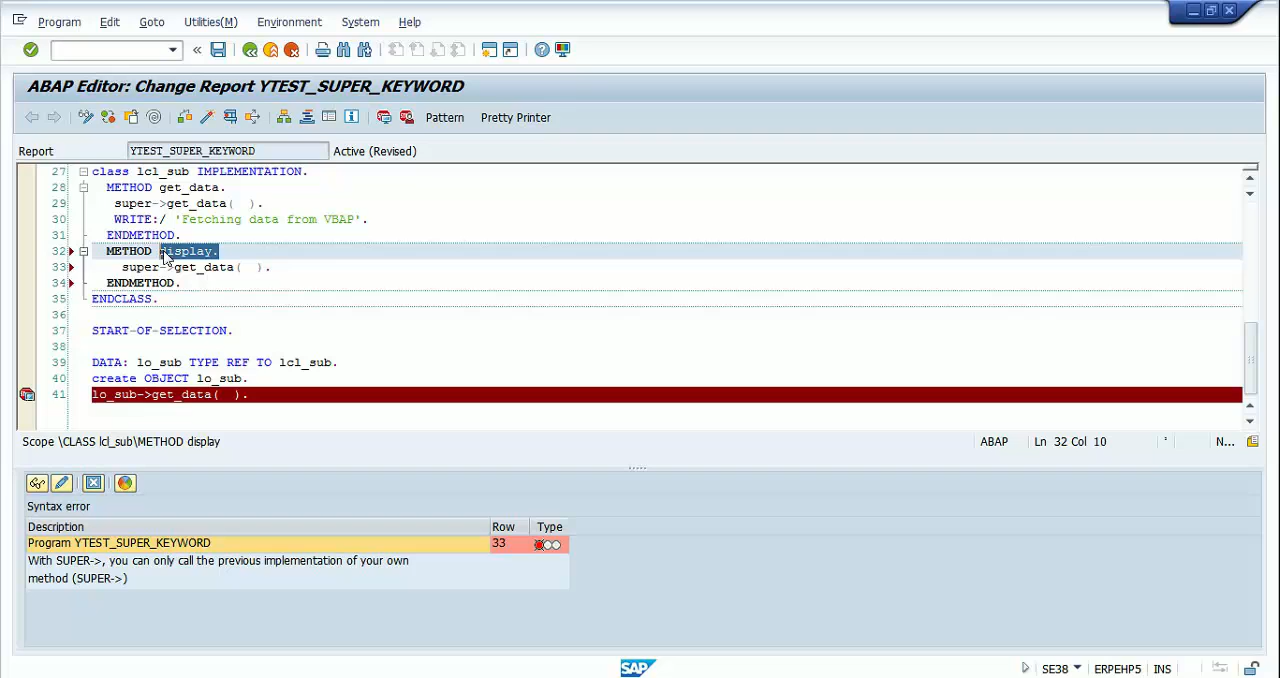 Program Edit Goto Utilities(M) Environment System Help
«
ABAP Editor: Change Report YTEST_SUPER_KEYWORD
Pattern Pretty Printer
Report YTEST_SUPER_KEYWORD Active (Revised)
27 class lcl_sub IMPLEMENTATION.
28 METHOD get_data.
29 super->get_data( ).
30 WRITE:/ 'Fetching data from VBAP'.
31 ENDMETHOD.
32 METHOD display.
33 super->get_data( ).
34 ENDMETHOD.
35 ENDCLASS.
36
37 START-OF-SELECTION.
38
39 DATA: lo_sub TYPE REF TO lcl_sub.
40 create OBJECT lo_sub.
41 lo_sub->get_data( ).
Scope \CLASS lcl_sub\METHOD display ABAP Ln 32 Col 10 N...
Syntax error
Description Row Type
Program YTEST_SUPER_KEYWORD 33
With SUPER->, you can only call the previous implementation of your own
method (SUPER->)
SAP SE38 ERPEHP5 INS